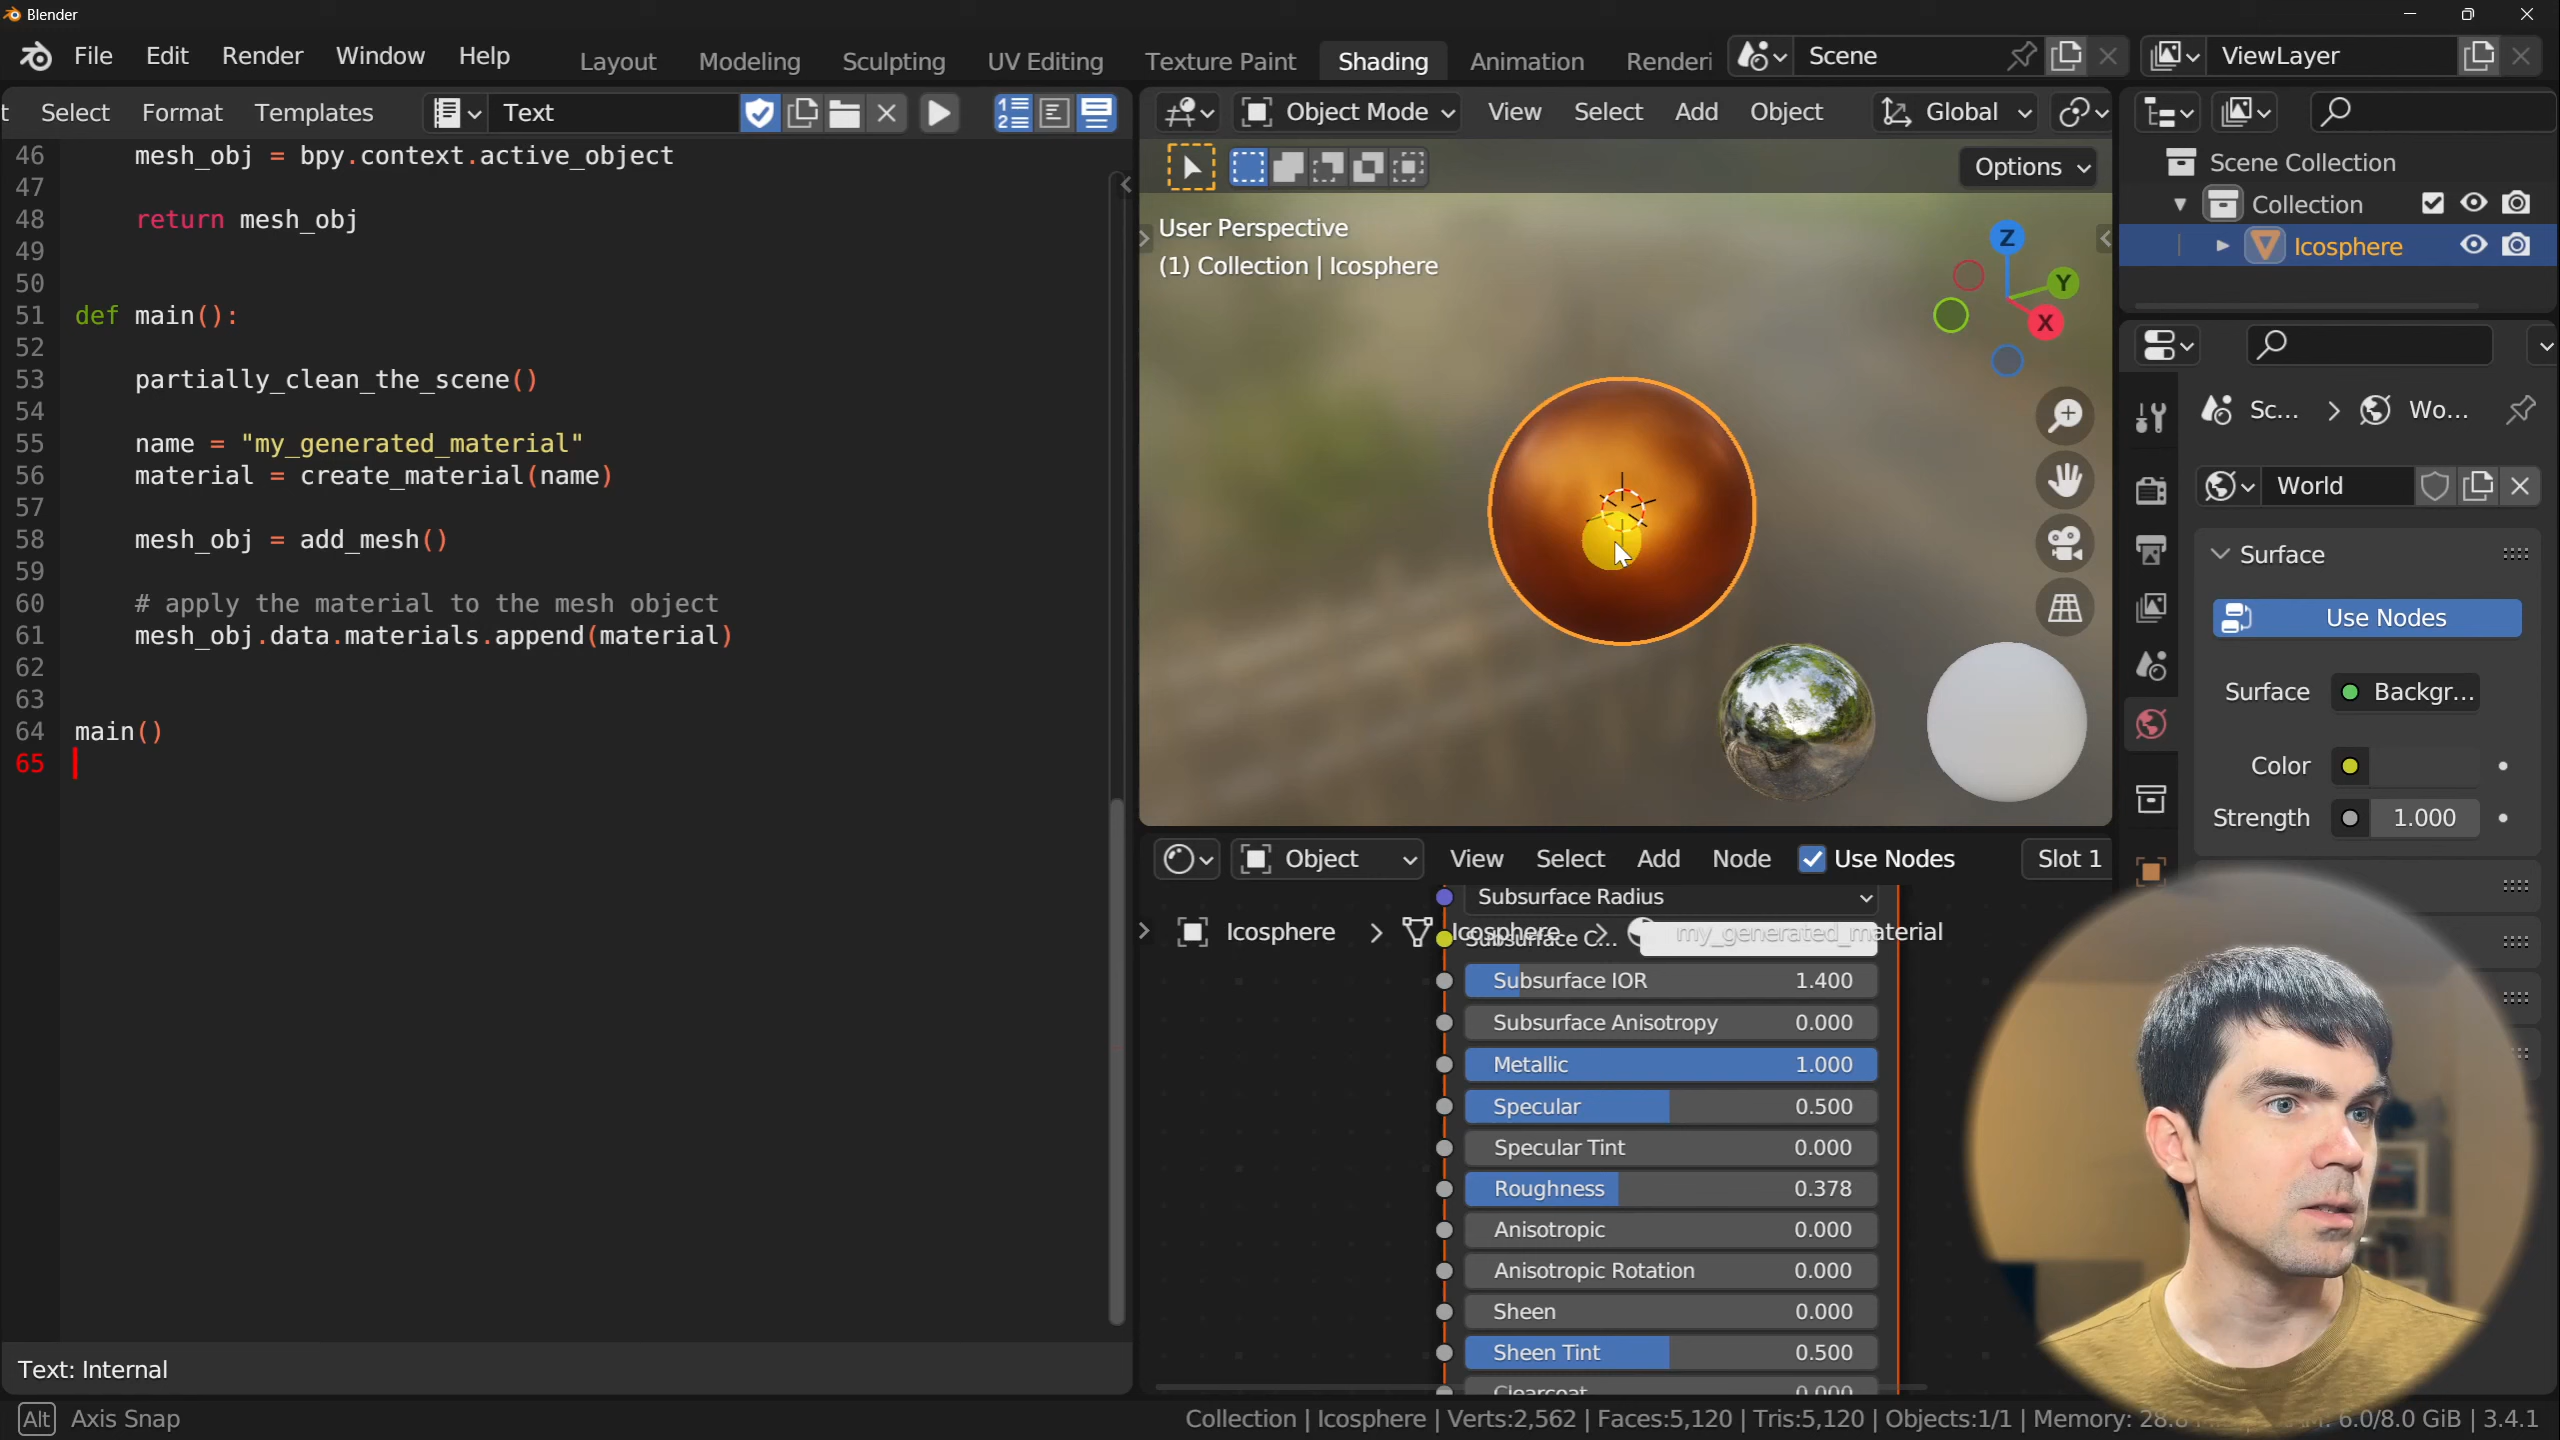 Blender
File Edit Render Window Help
Layout Modeling Sculpting UV Editing Texture Paint Shading Animation Renderi
Scene
ViewLayer
t Select Format Templates
Text
46 mesh_obj = bpy.context.active_object
47
48 return mesh_obj
49
50
51 def main():
52
53 partially_clean_the_scene()
54
55 name = "my_generated_material"
56 material = create_material(name)
57
58 mesh_obj = add_mesh()
59
60 # apply the material to the mesh object
61 mesh_obj.data.materials.append(material)
62
63
64 main()
65
Text: Internal
Alt Axis Snap
Object Mode View Select Add Object Global
Options
User Perspective
(1) Collection | Icosphere
Z
Y
X
Object View Select Add Node Use Nodes Slot 1
Subsurface Radius
Icosphere > Icosphere > my_generated_material
Subsurface C...
Subsurface IOR 1.400
Subsurface Anisotropy 0.000
Metallic 1.000
Specular 0.500
Specular Tint 0.000
Roughness 0.378
Anisotropic 0.000
Anisotropic Rotation 0.000
Sheen 0.000
Sheen Tint 0.500
Clearcoat 0.000
Scene Collection
Collection
Icosphere
Sc... > Wo...
World
Surface
Use Nodes
Surface Backgr...
Color
Strength 1.000
Collection | Icosphere | Verts:2,562 | Faces:5,120 | Tris:5,120 | Objects:1/1 | Memory: 6.0/8.0 GiB | 3.4.1